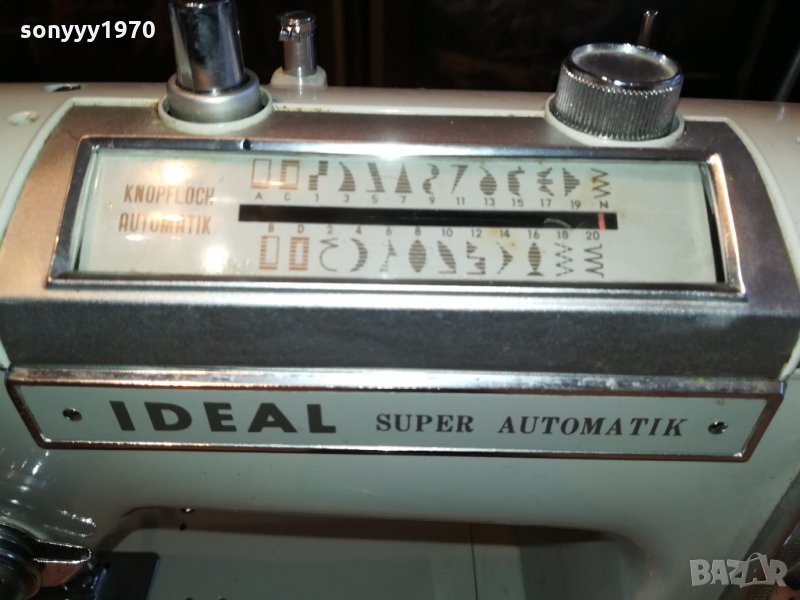 sonyyy1970
KNOPFLOCH
AUTOMATIK
A C 1 3 5 7 9 11 13 15 17 19 N
B D 2 4 6 8 10 12 14 16 18 20
IDEAL SUPER AUTOMATIK
BAZAR